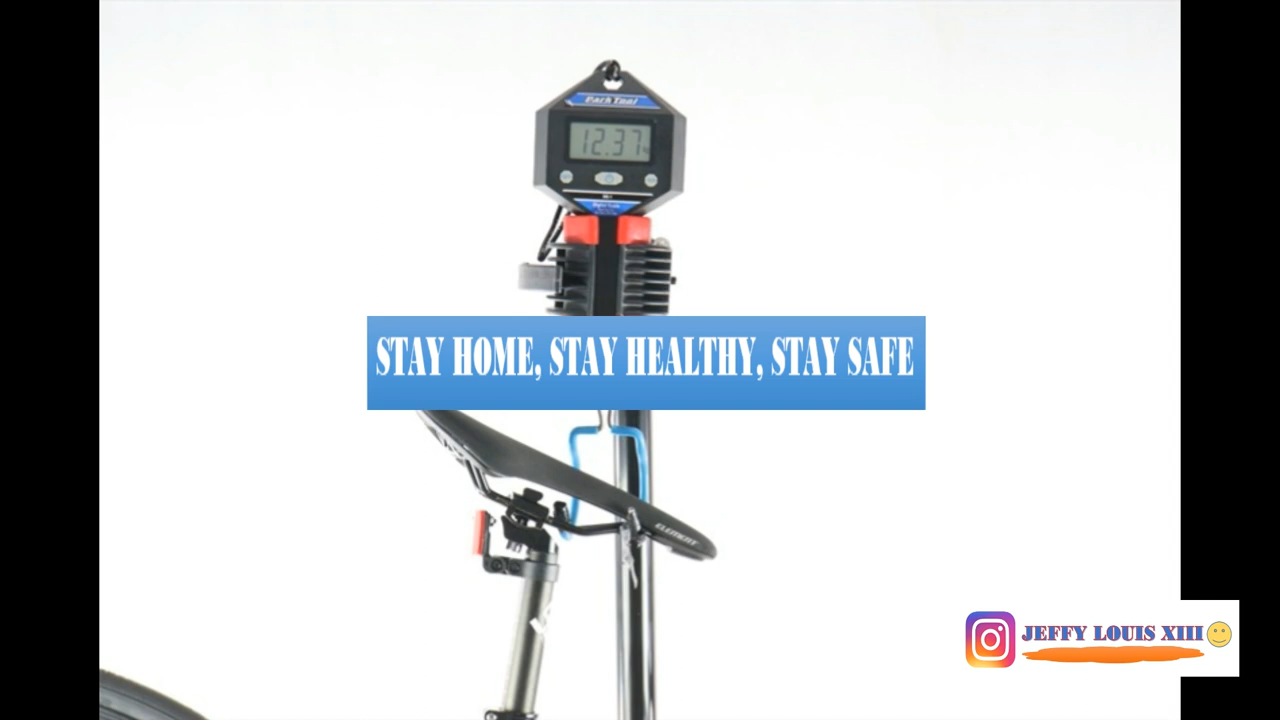 Park Tool
12.37
STAY HOME, STAY HEALTHY, STAY SAFE
ELEMENT
JEFFY LOUIS XIII